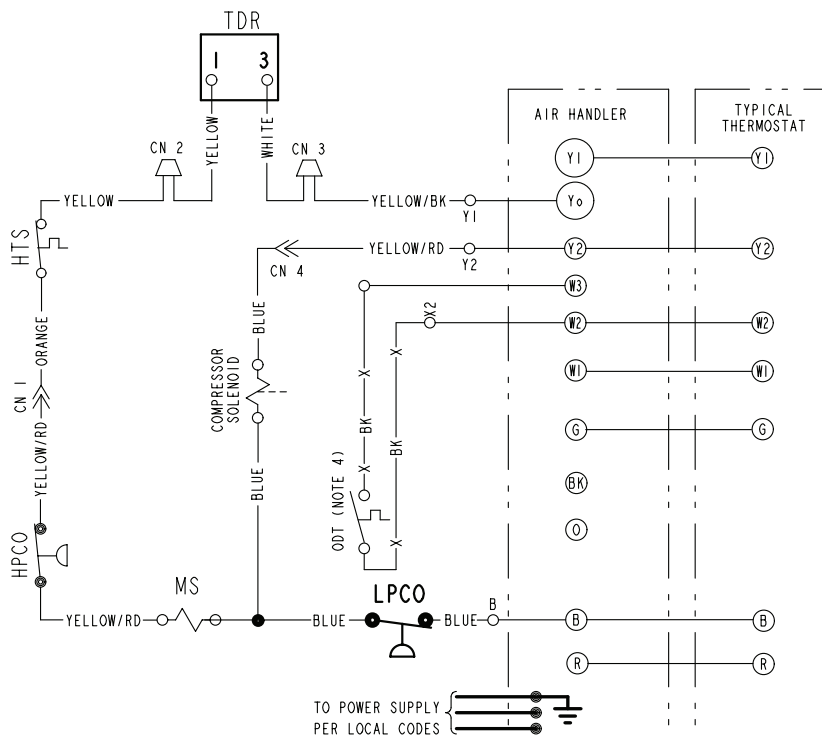 TDR
1 3
AIR HANDLER
TYPICAL
THERMOSTAT
CN 2
YELLOW
WHITE
CN 3
Y1
Y1
YELLOW
YELLOW/BK
Y1
Yo
HTS
YELLOW/RD
Y2
Y2
Y2
CN 4
W3
BLUE
X2
W2
W2
ORANGE
COMPRESSOR
SOLENOID
X
X
W1
W1
CN 1
BK
BK
G
G
YELLOW/RD
BLUE
X
X
ODT (NOTE 4)
BK
O
HPCO
MS
LPCO
B
YELLOW/RD
BLUE
BLUE
B
B
R
R
TO POWER SUPPLY
PER LOCAL CODES